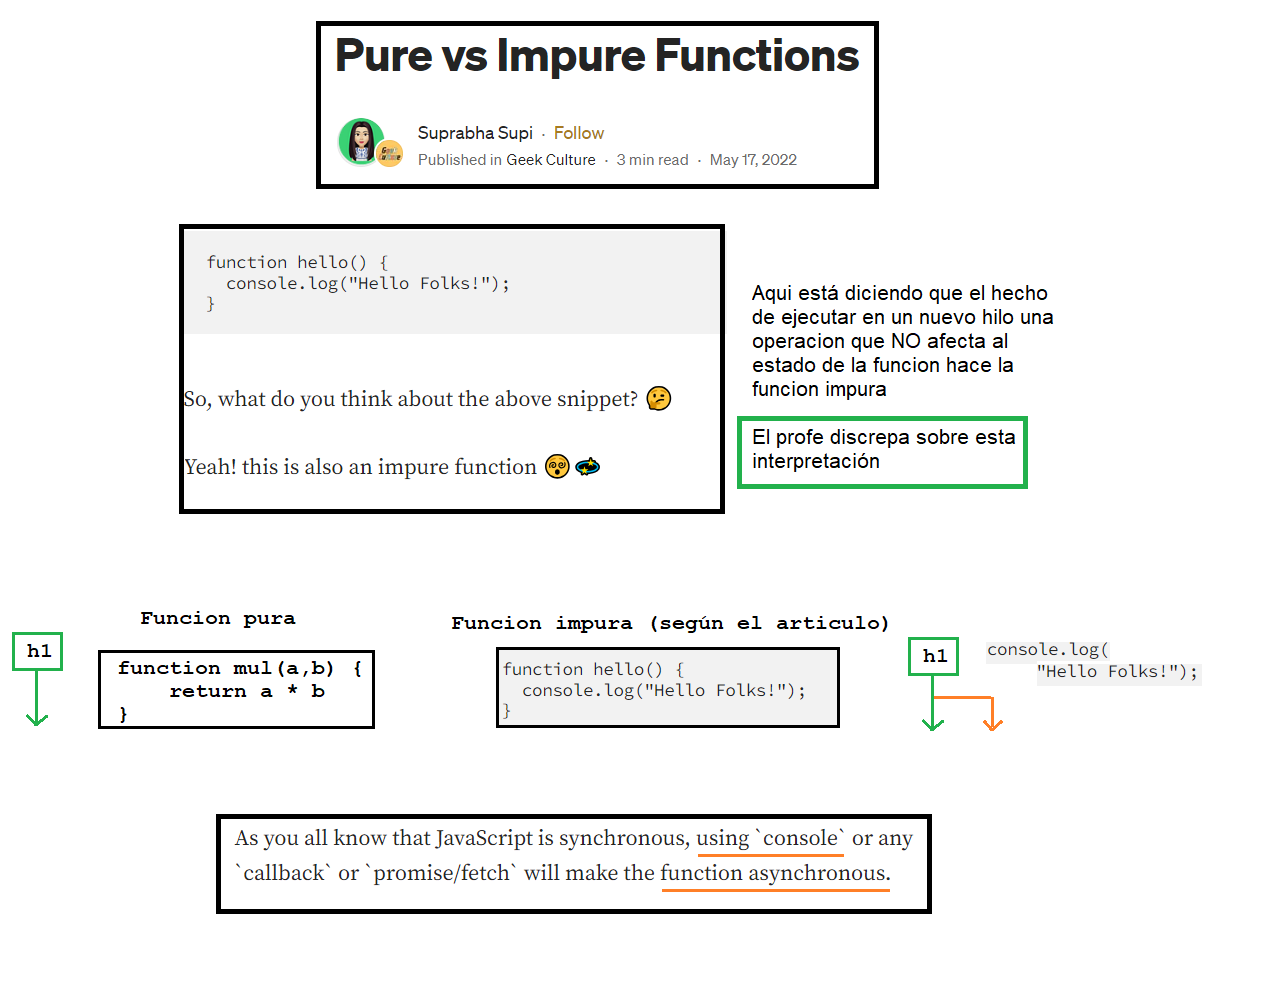 Pure vs Impure Functions
Suprabha Supi · Follow
Published in Geek Culture · 3 min read · May 17, 2022
function hello() {
  console.log("Hello Folks!");
}
So, what do you think about the above snippet? 🤔
Yeah! this is also an impure function 😵‍💫
Aqui está diciendo que el hecho
de ejecutar en un nuevo hilo una
operacion que NO afecta al
estado de la funcion hace la
funcion impura
El profe discrepa sobre esta
interpretación
Funcion pura
h1
function mul(a,b) {
    return a * b
}
Funcion impura (según el articulo)
function hello() {
  console.log("Hello Folks!");
}
h1
console.log(
"Hello Folks!");
As you all know that JavaScript is synchronous, using `console` or any
`callback` or `promise/fetch` will make the function asynchronous.